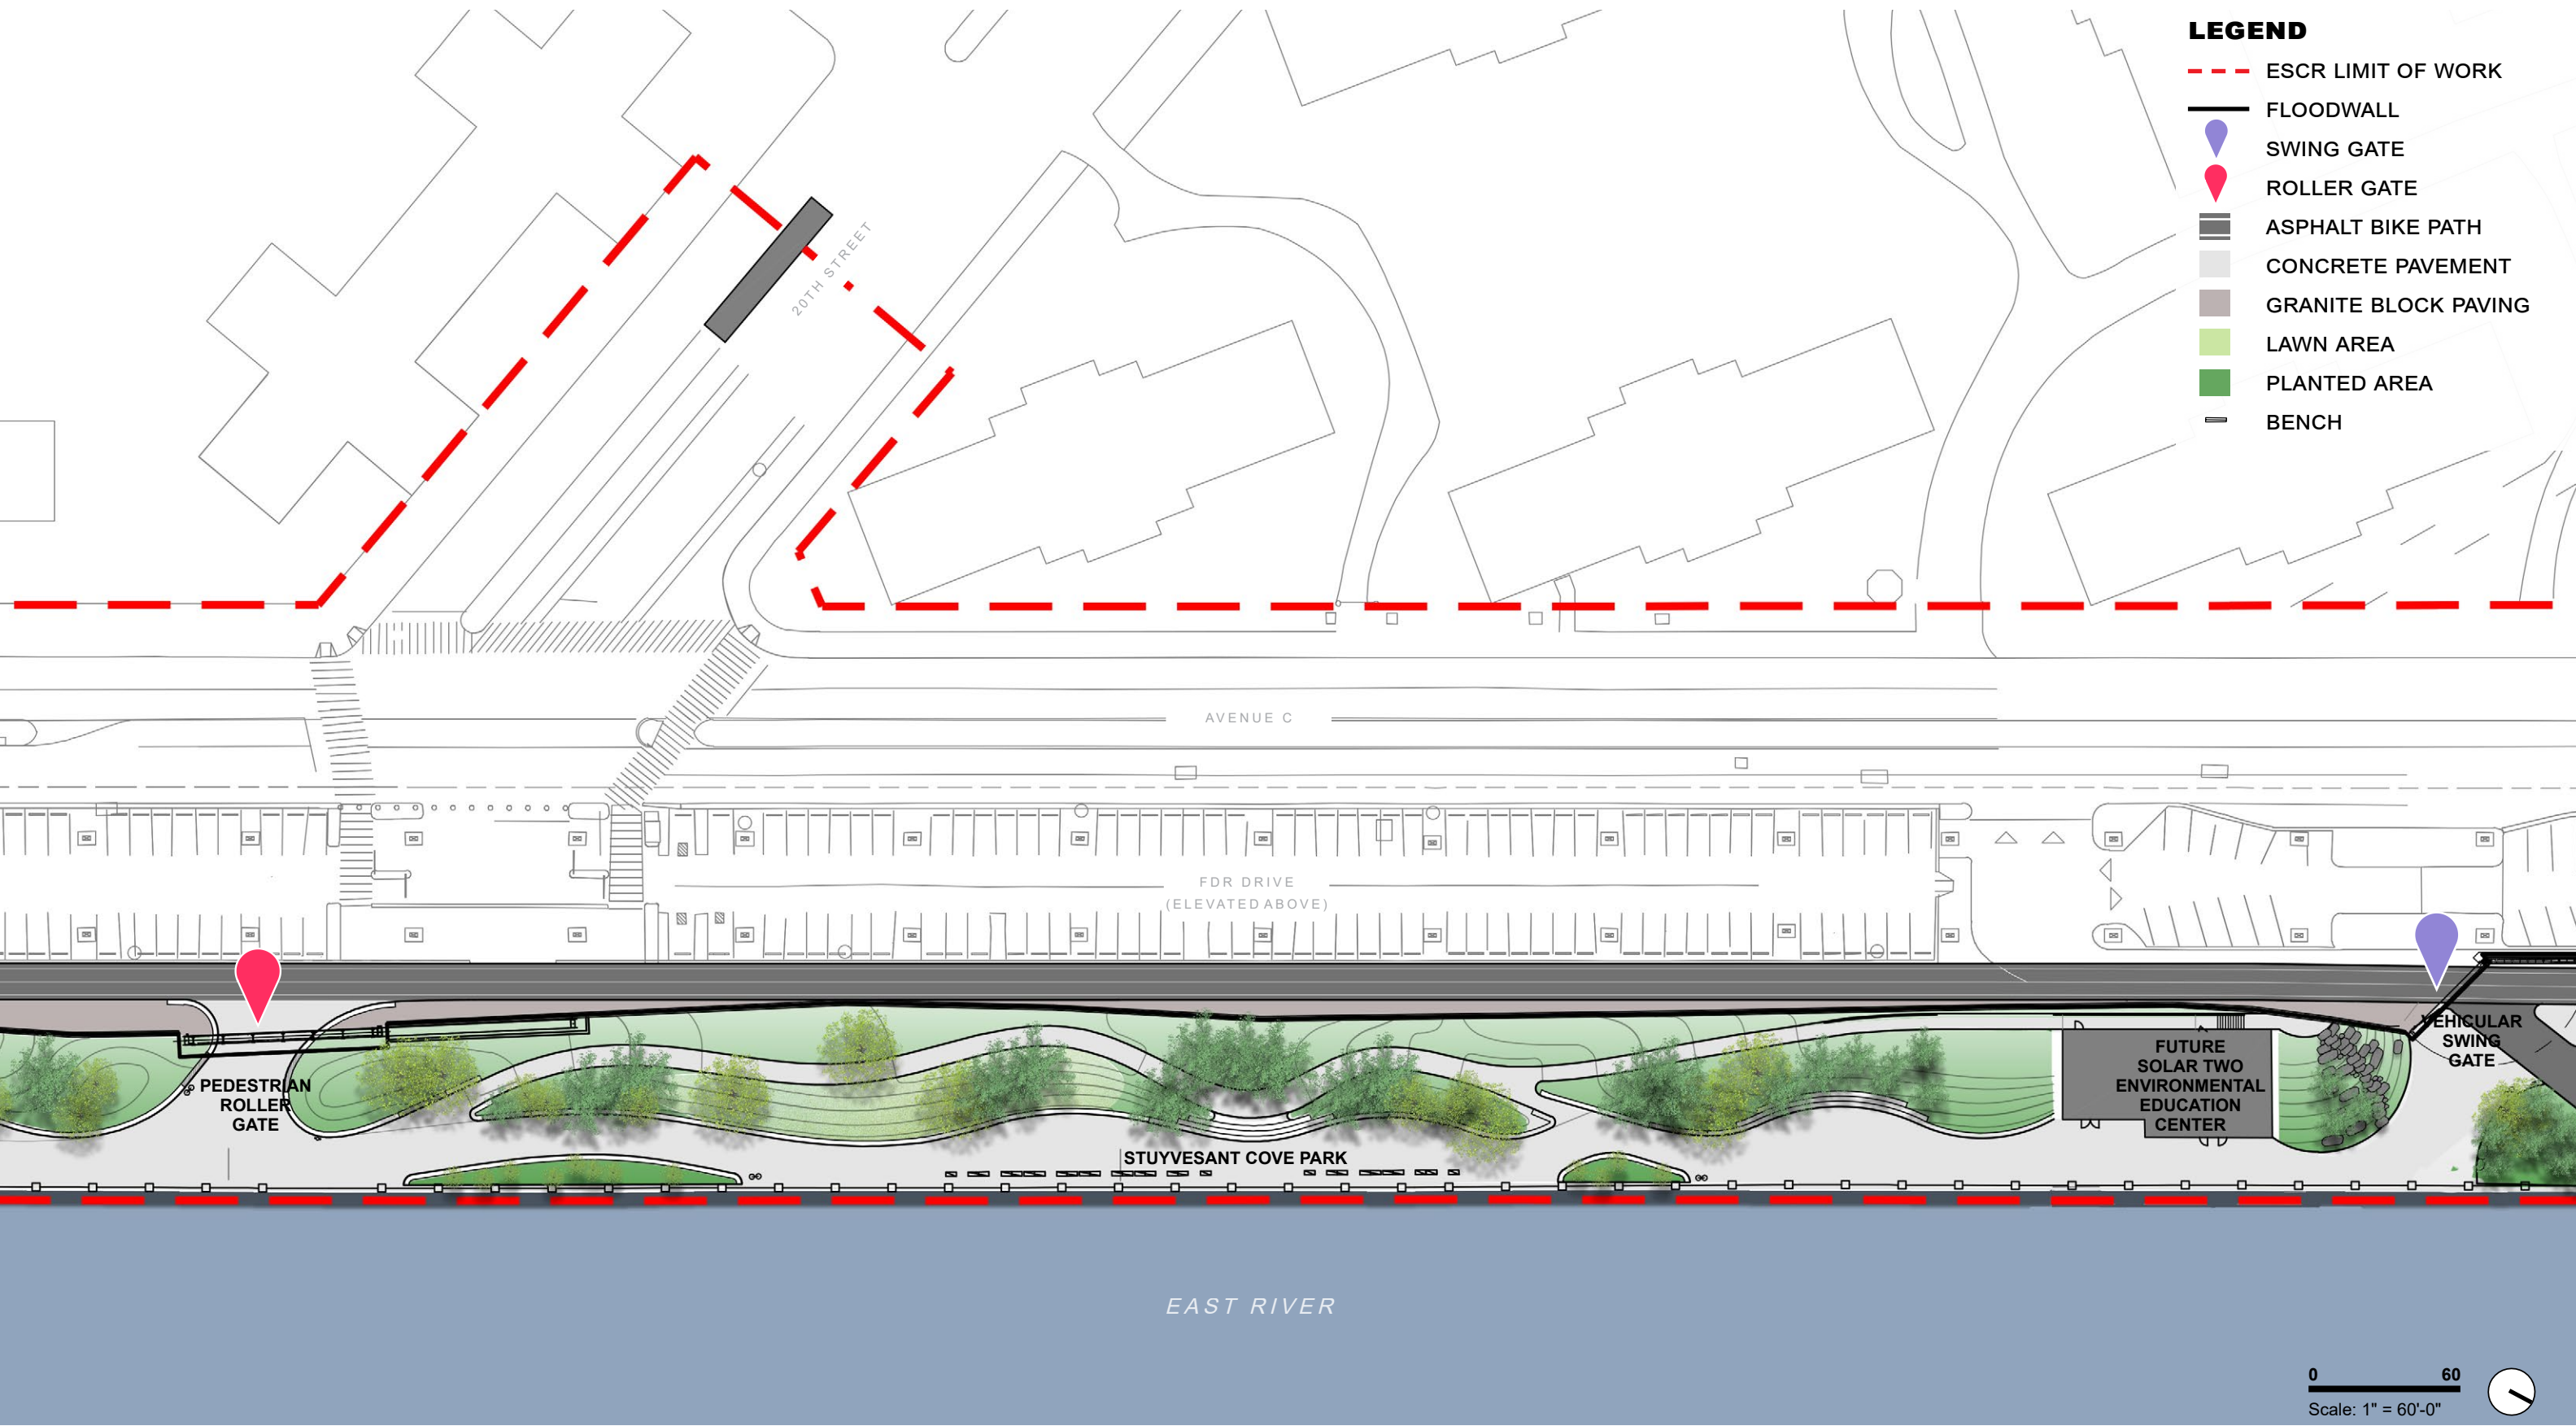 LEGEND
ESCR LIMIT OF WORK
FLOODWALL
SWING GATE
ROLLER GATE
ASPHALT BIKE PATH
CONCRETE PAVEMENT
GRANITE BLOCK PAVING
LAWN AREA
PLANTED AREA
BENCH
20TH STREET
AVENUE C
FDR DRIVE
(ELEVATED ABOVE)
PEDESTRIAN
ROLLER
GATE
STUYVESANT COVE PARK
FUTURE
SOLAR TWO
ENVIRONMENTAL
EDUCATION
CENTER
VEHICULAR
SWING
GATE
EAST RIVER
0 60
Scale: 1" = 60'-0"